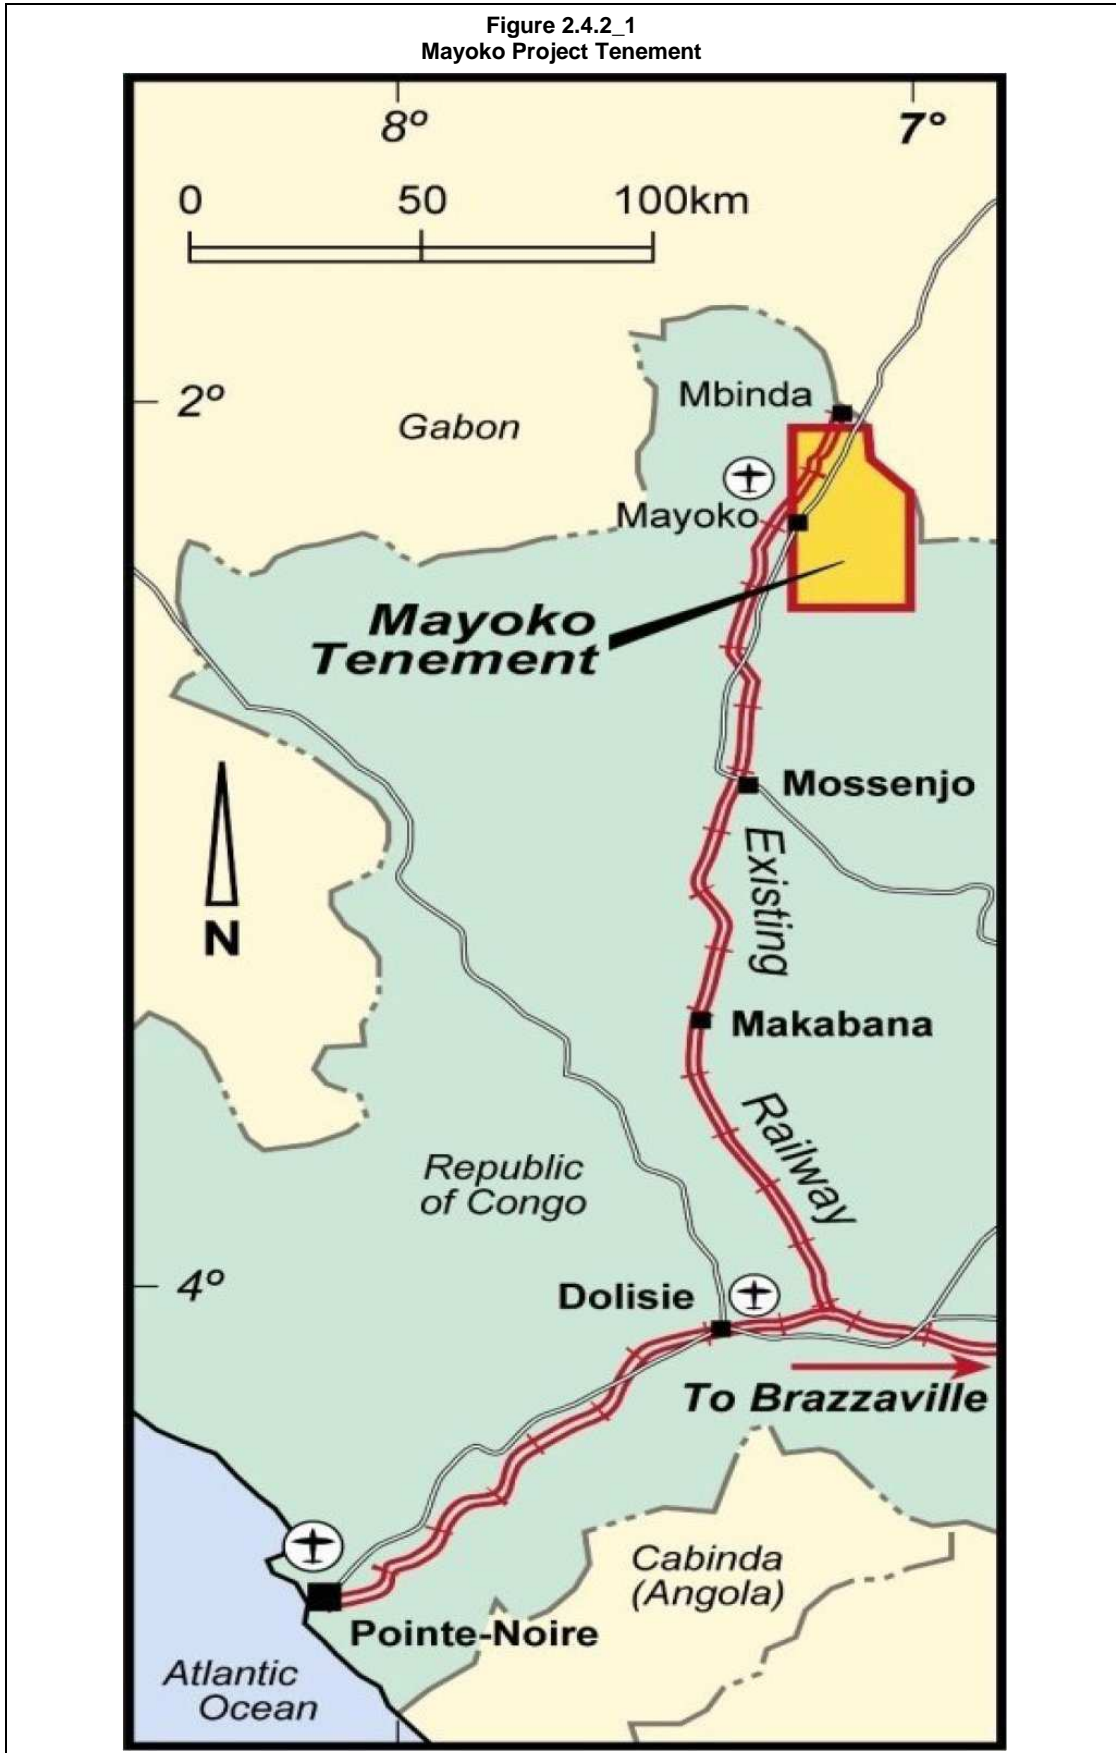 Figure 2.4.2_1
Mayoko Project Tenement
8º
7°
0 50 100km
2º
Gabon
Mbinda
Mayoko
Mayoko
Tenement
Mossenjo
Existing
N
Makabana
Railway
Republic
of Congo
4º
Dolisie
To Brazzaville
Cabinda
(Angola)
Pointe-Noire
Atlantic
Ocean